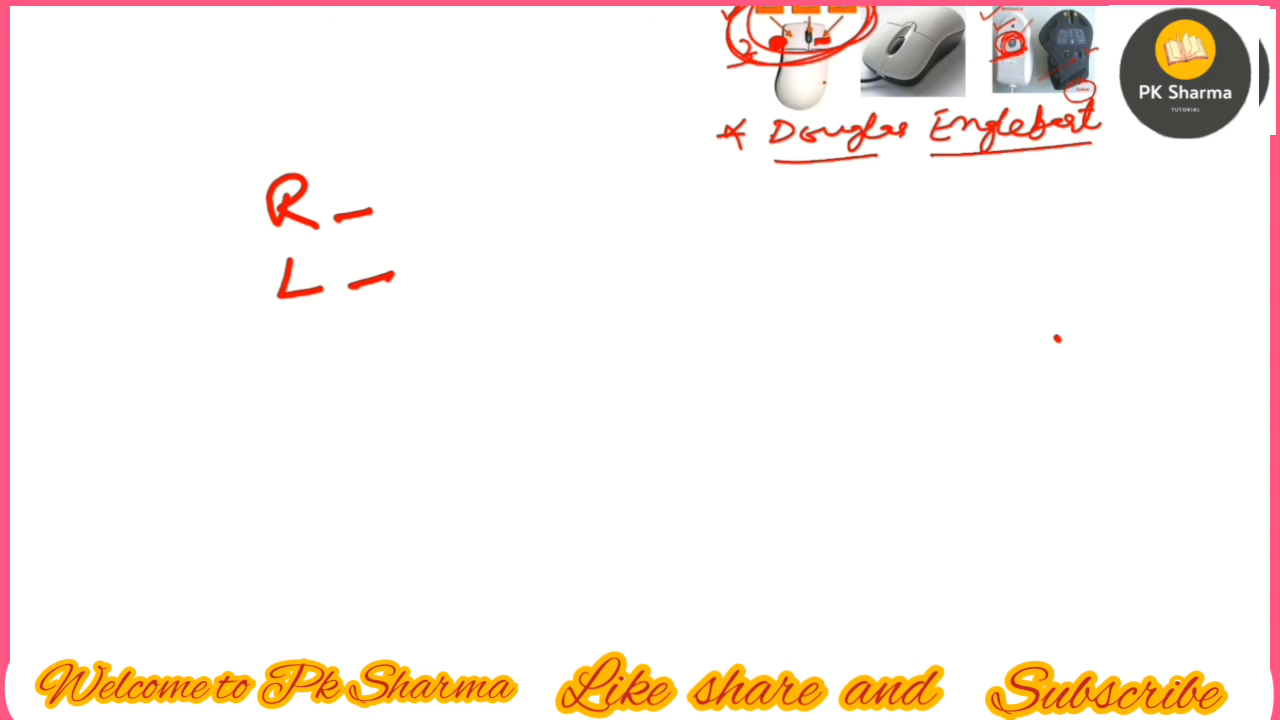 PK Sharma
TUTORIAL
* Douglas Englebart
R –
L –
Welcome to Pk Sharma Like share and Subscribe